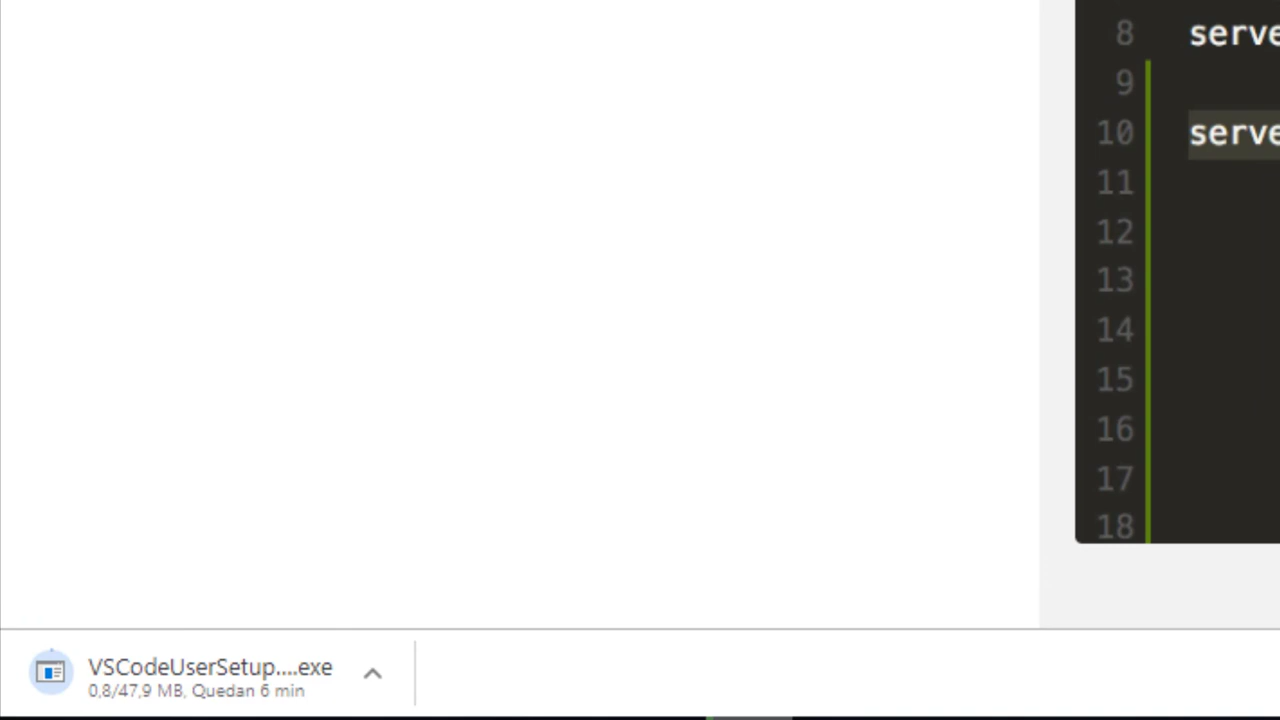 8 serve
9
10 serve
11
12
13
14
15
16
17
18
VSCodeUserSetup....exe
0,8/47,9 MB, Quedan 6 min